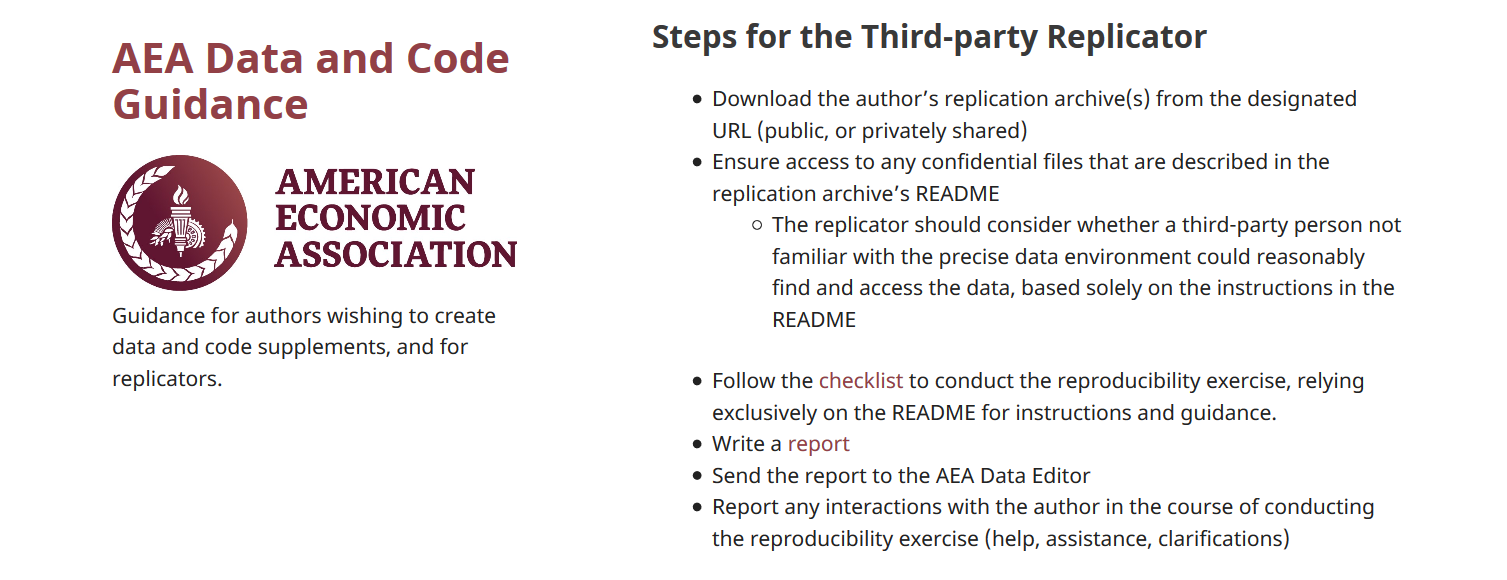 AEA Data and Code
Guidance
AMERICAN
ECONOMIC
ASSOCIATION
Guidance for authors wishing to create
data and code supplements, and for
replicators.
Steps for the Third-party Replicator
Download the author’s replication archive(s) from the designated
URL (public, or privately shared)
Ensure access to any confidential files that are described in the
replication archive’s README
The replicator should consider whether a third-party person not
familiar with the precise data environment could reasonably
find and access the data, based solely on the instructions in the
README
Follow the checklist to conduct the reproducibility exercise, relying
exclusively on the README for instructions and guidance.
Write a report
Send the report to the AEA Data Editor
Report any interactions with the author in the course of conducting
the reproducibility exercise (help, assistance, clarifications)